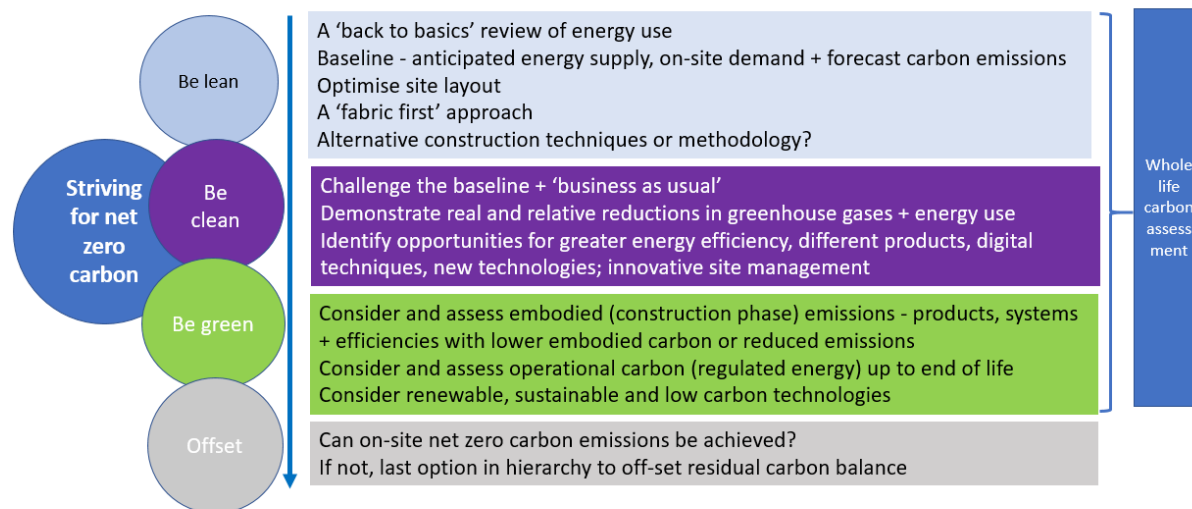 Be lean
A ‘back to basics’ review of energy use
Baseline - anticipated energy supply, on-site demand + forecast carbon emissions
Optimise site layout
A ‘fabric first’ approach
Alternative construction techniques or methodology?
Striving
for net
zero
carbon
Be
clean
Challenge the baseline + ‘business as usual’
Demonstrate real and relative reductions in greenhouse gases + energy use
Identify opportunities for greater energy efficiency, different products, digital
techniques, new technologies; innovative site management
Be green
Consider and assess embodied (construction phase) emissions - products, systems
+ efficiencies with lower embodied carbon or reduced emissions
Consider and assess operational carbon (regulated energy) up to end of life
Consider renewable, sustainable and low carbon technologies
Offset
Can on-site net zero carbon emissions be achieved?
If not, last option in hierarchy to off-set residual carbon balance
Whole
life
carbon
assess
ment